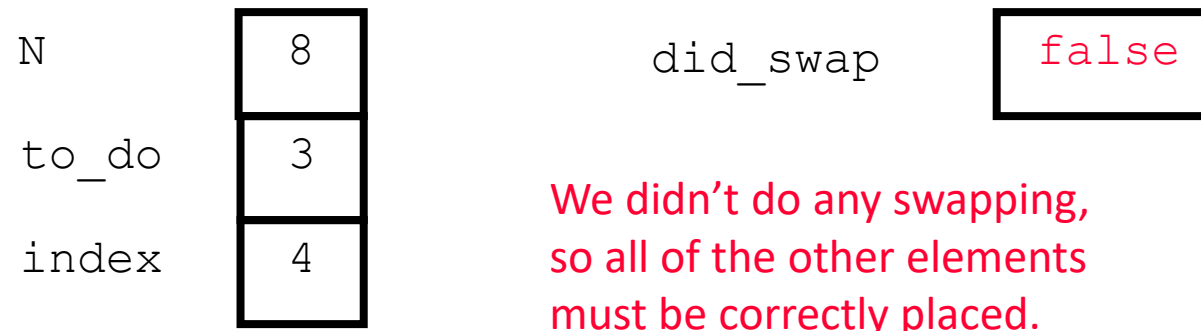 N 8 did_swap false
to_do 3
We didn’t do any swapping,
so all of the other elements
index 4
must be correctly placed.